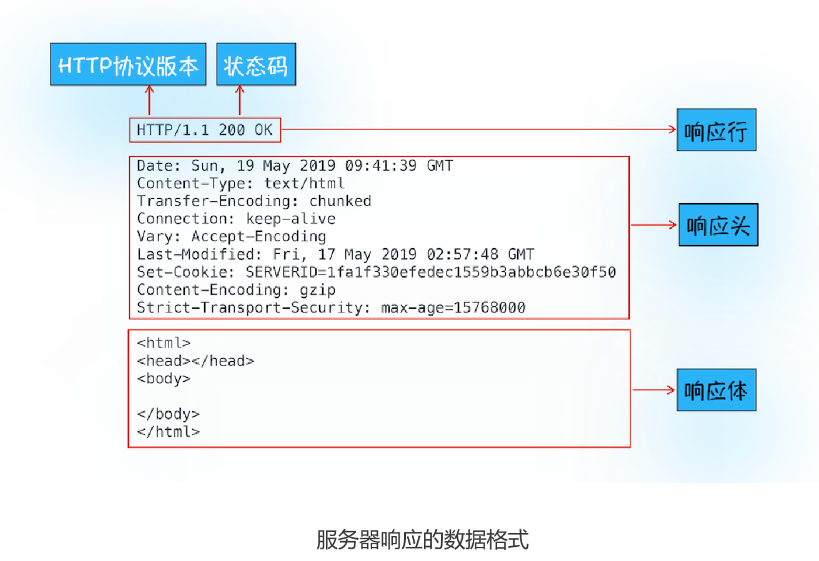 HTTP协议版本 状态码
HTTP/1.1 200 OK
响应行
Date: Sun, 19 May 2019 09:41:39 GMT
Content-Type: text/html
Transfer-Encoding: chunked
Connection: keep-alive
Vary: Accept-Encoding
Last-Modified: Fri, 17 May 2019 02:57:48 GMT
Set-Cookie: SERVERID=1fa1f330efedec1559b3abbcb6e30f50
Content-Encoding: gzip
Strict-Transport-Security: max-age=15768000
响应头
<html>
<head></head>
<body>
</body>
</html>
响应体
服务器响应的数据格式